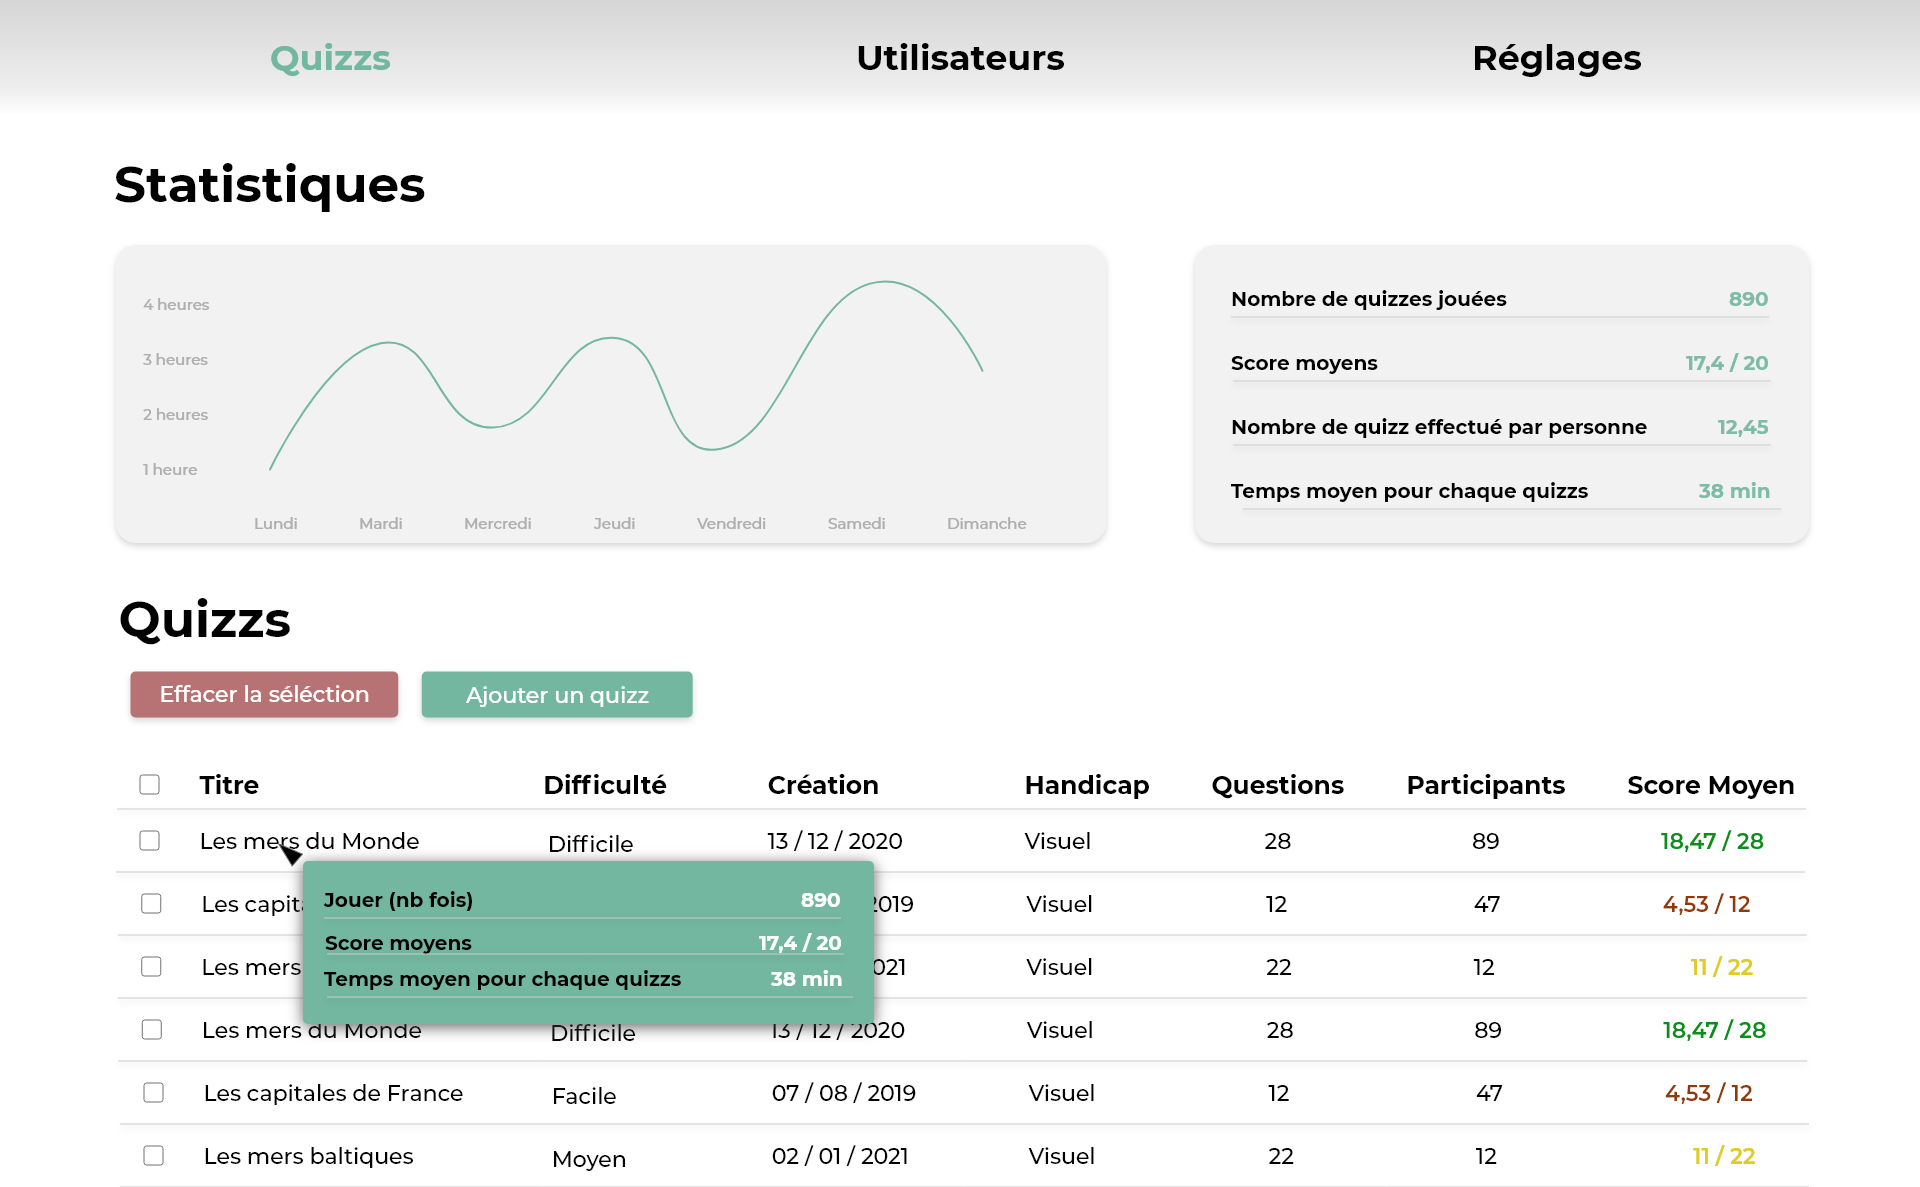 Quizzs Utilisateurs Réglages
Statistiques
4 heures
3 heures
2 heures
1 heure
Lundi Mardi Mercredi Jeudi Vendredi Samedi Dimanche
Nombre de quizzes jouées 890
Score moyens 17,4 / 20
Nombre de quizz effectué par personne 12,45
Temps moyen pour chaque quizzs 38 min
Quizzs
Effacer la séléction Ajouter un quizz
Titre Difficulté Création Handicap Questions Participants Score Moyen
Les mers du Monde Difficile 13 / 12 / 2020 Visuel 28 89 18,47 / 28
Jouer (nb fois) 890
Score moyens 17,4 / 20
Temps moyen pour chaque quizzs 38 min
Les 2019 Visuel 12 47 4,53 / 12
Les mers Visuel 22 12 11 / 22
Les mers du Monde Difficile 13 / 12 / 2020 Visuel 28 89 18,47 / 28
Les capitales de France Facile 07 / 08 / 2019 Visuel 12 47 4,53 / 12
Les mers baltiques Moyen 02 / 01 / 2021 Visuel 22 12 11 / 22